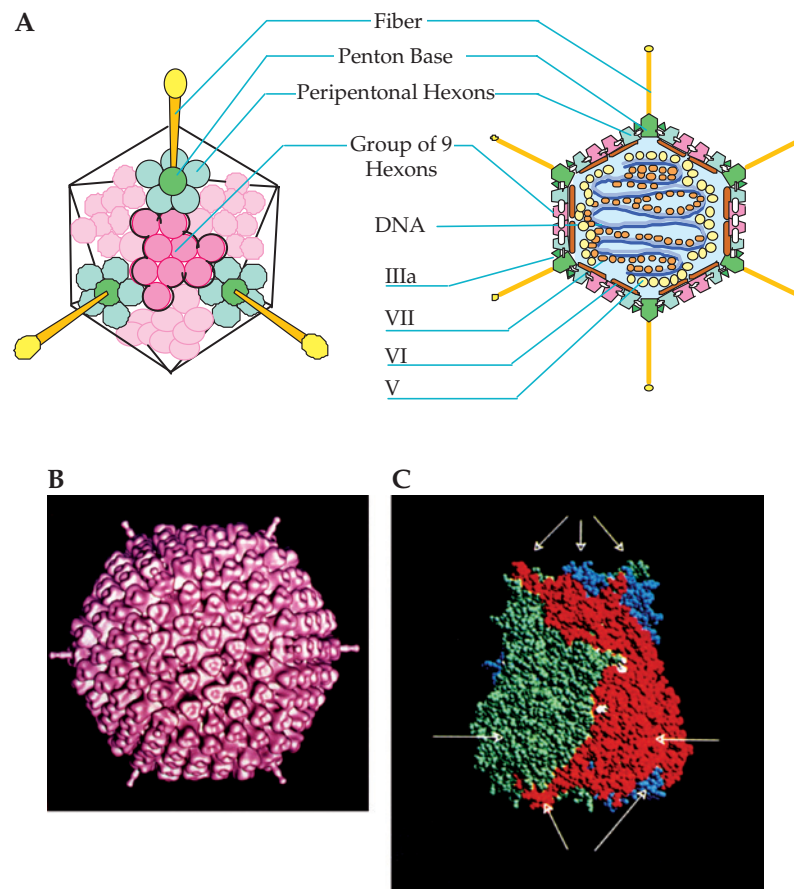 A
Fiber
Penton Base
Peripentonal Hexons
Group of 9
Hexons
DNA
IIIa
VII
VI
V
B
C